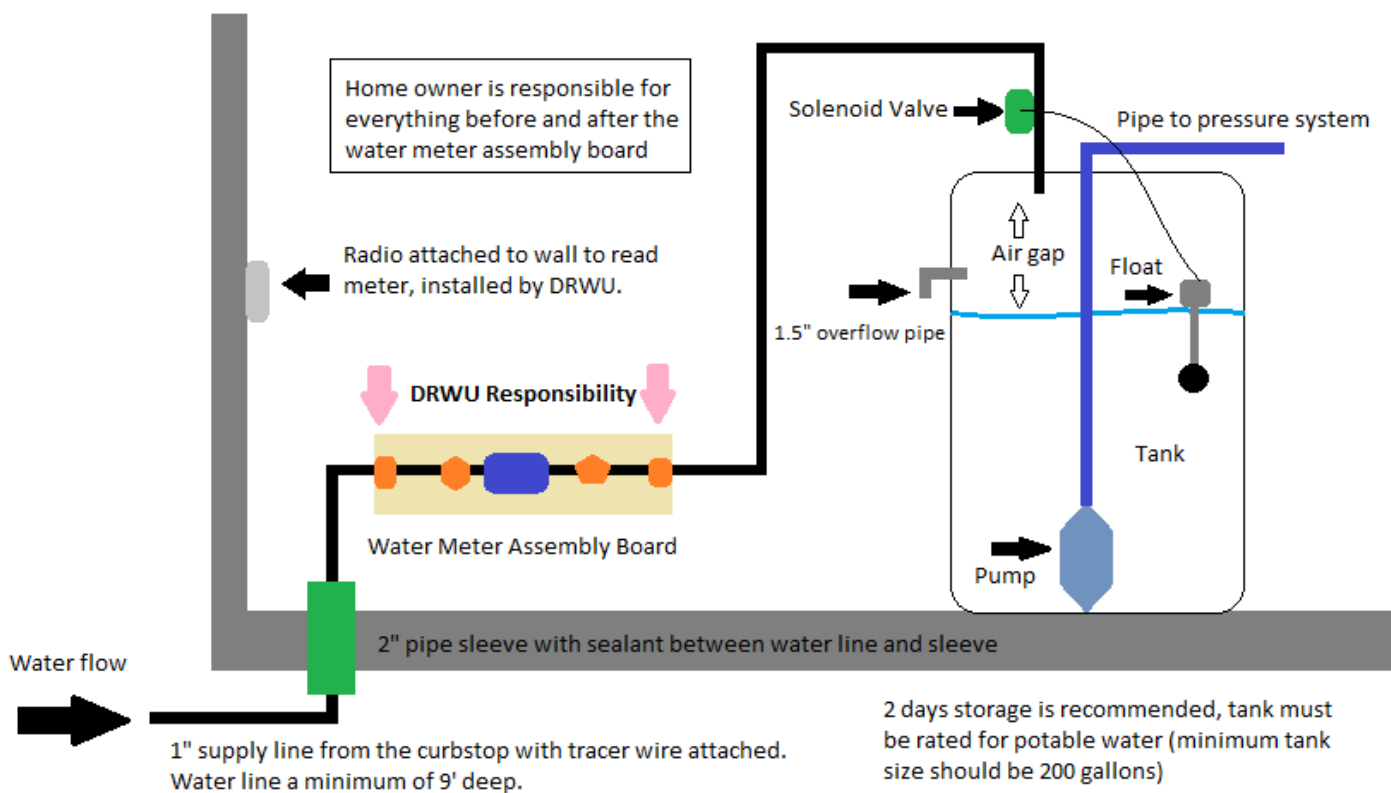 Home owner is responsible for
everything before and after the
water meter assembly board
Solenoid Valve
Pipe to pressure system
Radio attached to wall to read
meter, installed by DRWU.
Air gap
Float
1.5" overflow pipe
DRWU Responsibility
Tank
Water Meter Assembly Board
Pump
2" pipe sleeve with sealant between water line and sleeve
Water flow
1" supply line from the curbstop with tracer wire attached.
Water line a minimum of 9' deep.
2 days storage is recommended, tank must
be rated for potable water (minimum tank
size should be 200 gallons)